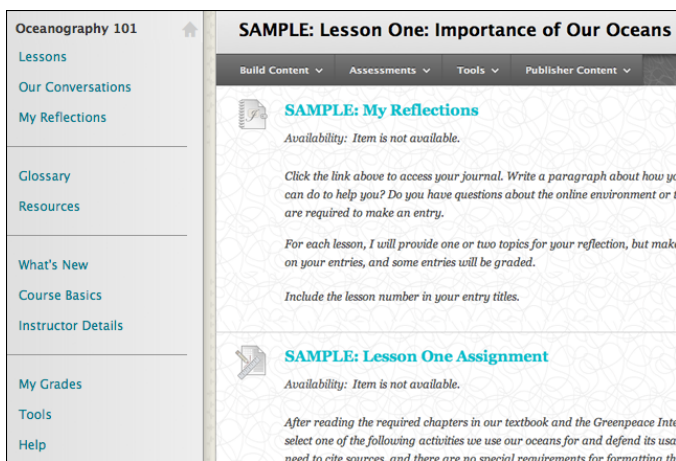 Oceanography 101
Lessons
Our Conversations
My Reflections
Glossary
Resources
What's New
Course Basics
Instructor Details
My Grades
Tools
Help
SAMPLE: Lesson One: Importance of Our Oceans
Build Content Assessments Tools Publisher Content
SAMPLE: My Reflections
Availability: Item is not available.
Click the link above to access your journal. Write a paragraph about how
can do to help you? Do you have questions about the online environment or
are required to make an entry.
For each lesson, I will provide one or two topics for your reflection, but
on your entries, and some entries will be graded.
Include the lesson number in your entry titles.
SAMPLE: Lesson One Assignment
Availability: Item is not available.
After reading the required chapters in our textbook and the Greenpeace
select one of the following activities we use our oceans for and defend its
need to cite sources, and there are no special requirements for formatting